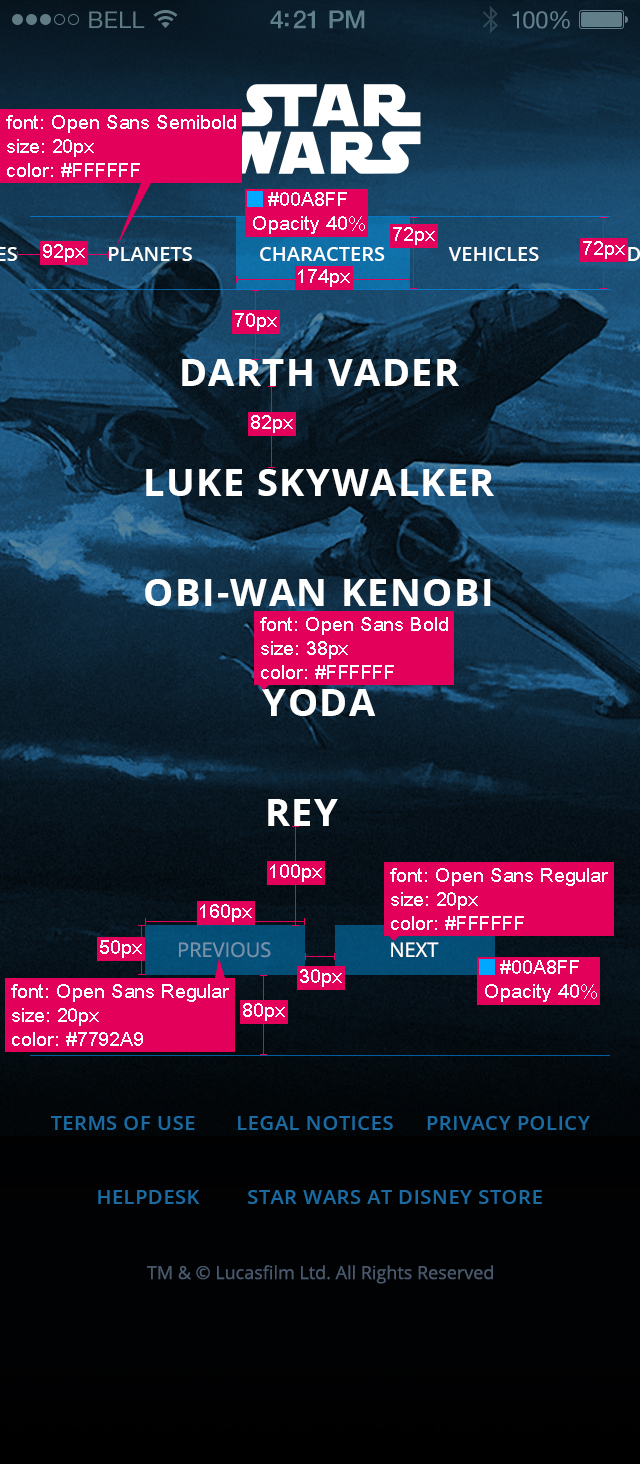 BELL 4:21 PM 100%
STAR
WARS
font: Open Sans Semibold
size: 20px
color: #FFFFFF
#00A8FF
Opacity 40%
72px
ES 92px PLANETS CHARACTERS VEHICLES 72px D
174px
70px
DARTH VADER
82px
LUKE SKYWALKER
OBI-WAN KENOBI
font: Open Sans Bold
size: 38px
color: #FFFFFF
YODA
REY
100px
font: Open Sans Regular
size: 20px
color: #FFFFFF
160px
50px PREVIOUS NEXT
30px
#00A8FF
Opacity 40%
font: Open Sans Regular
size: 20px
color: #7792A9
80px
TERMS OF USE LEGAL NOTICES PRIVACY POLICY
HELPDESK STAR WARS AT DISNEY STORE
TM & © Lucasfilm Ltd. All Rights Reserved